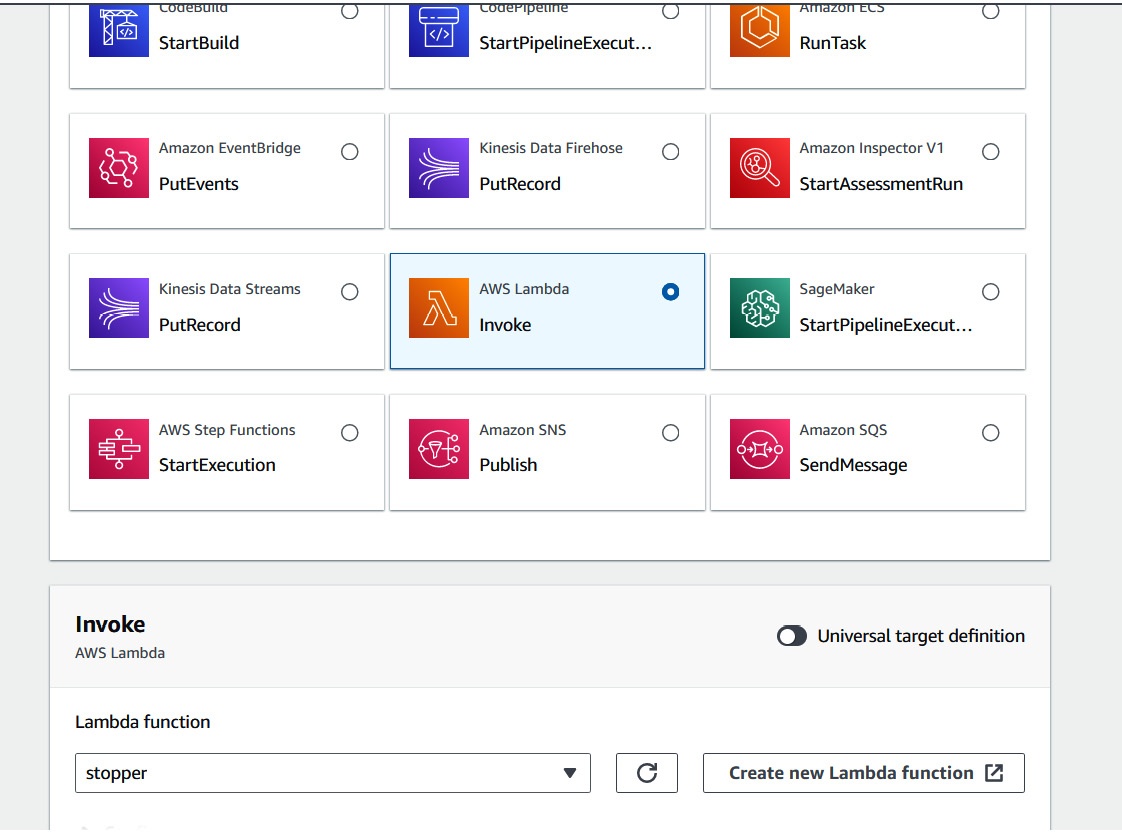 CodeBuild
StartBuild
CodePipeline
StartPipelineExecut...
Amazon ECS
RunTask
Amazon EventBridge
PutEvents
Kinesis Data Firehose
PutRecord
Amazon Inspector V1
StartAssessmentRun
Kinesis Data Streams
PutRecord
AWS Lambda
Invoke
SageMaker
StartPipelineExecut...
AWS Step Functions
StartExecution
Amazon SNS
Publish
Amazon SQS
SendMessage
Invoke
AWS Lambda
Universal target definition
Lambda function
stopper
Create new Lambda function